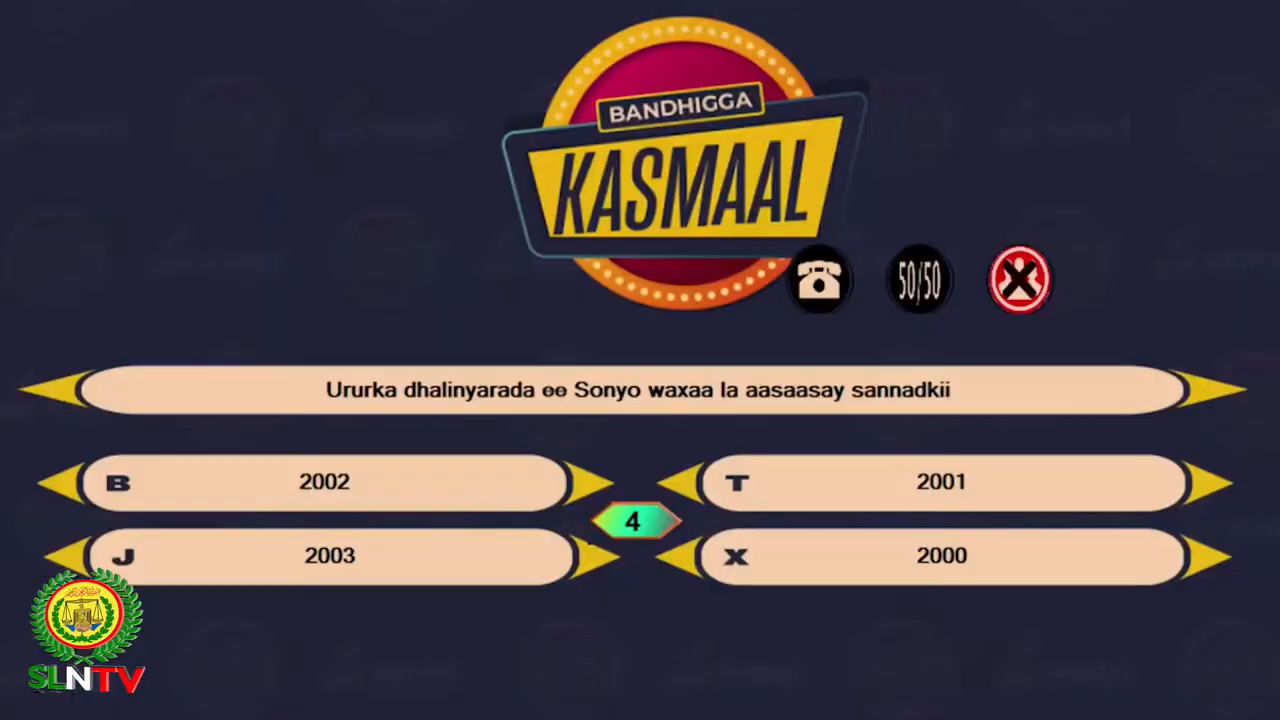 BANDHIGGA
KASMAAL
50/50
Ururka dhalinyarada ee Sonyo waxaa la aasaasay sannadkii
B 2002
T 2001
4
J 2003
X 2000
SLNTV